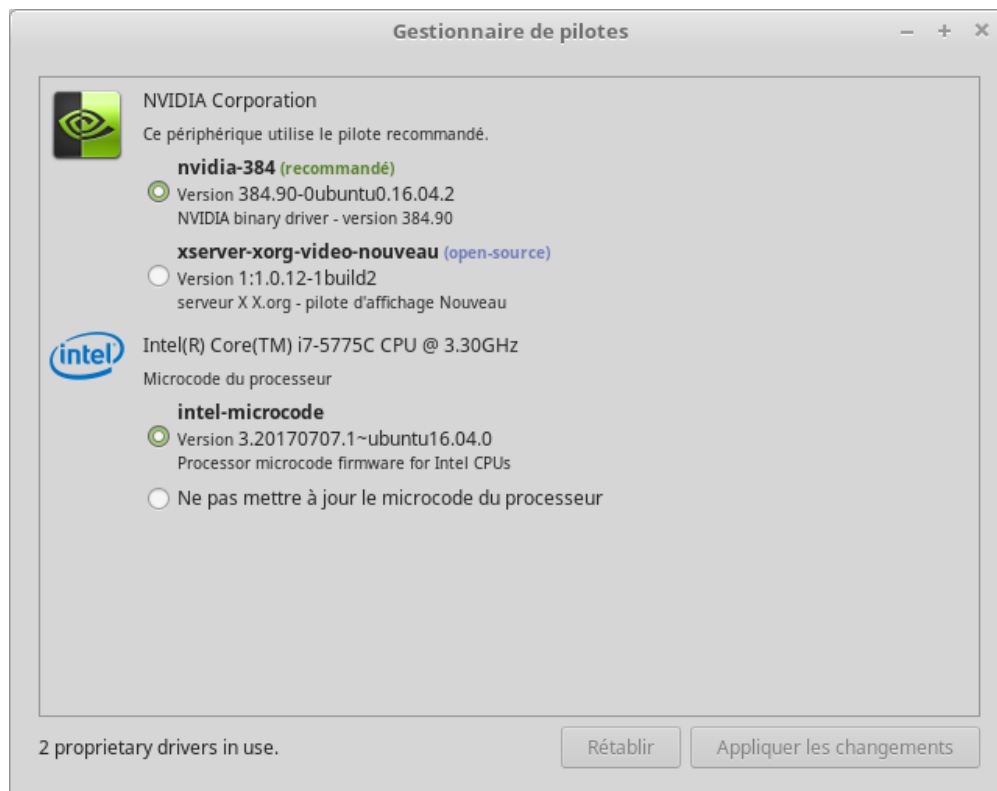 Gestionnaire de pilotes
NVIDIA Corporation
Ce périphérique utilise le pilote recommandé.
nvidia-384 (recommandé)
Version 384.90-0ubuntu0.16.04.2
NVIDIA binary driver - version 384.90
xserver-xorg-video-nouveau (open-source)
Version 1:1.0.12-1build2
serveur X X.org - pilote d'affichage Nouveau
intel
Intel(R) Core(TM) i7-5775C CPU @ 3.30GHz
Microcode du processeur
intel-microcode
Version 3.20170707.1~ubuntu16.04.0
Processor microcode firmware for Intel CPUs
Ne pas mettre à jour le microcode du processeur
2 proprietary drivers in use.
Rétablir
Appliquer les changements